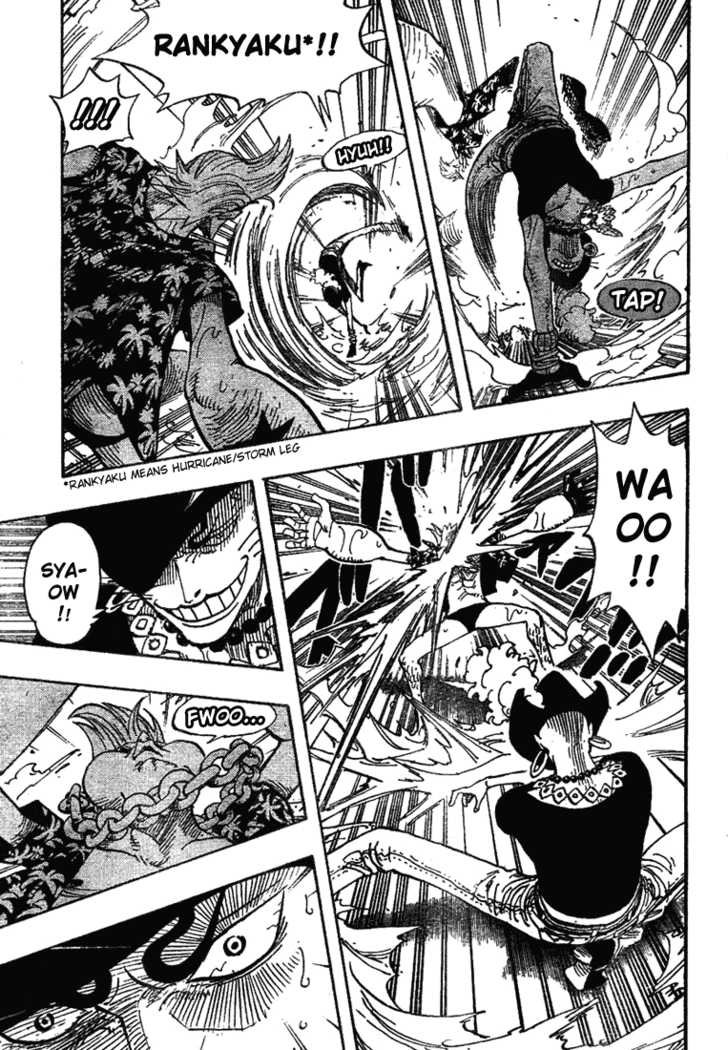 TAP!
RANKYAKU*!!
HYUH!!
!!!
*RANKYAKU MEANS HURRICANE/STORM LEG
WA
OO
!!
SYA-
OW
!!
FWOO...